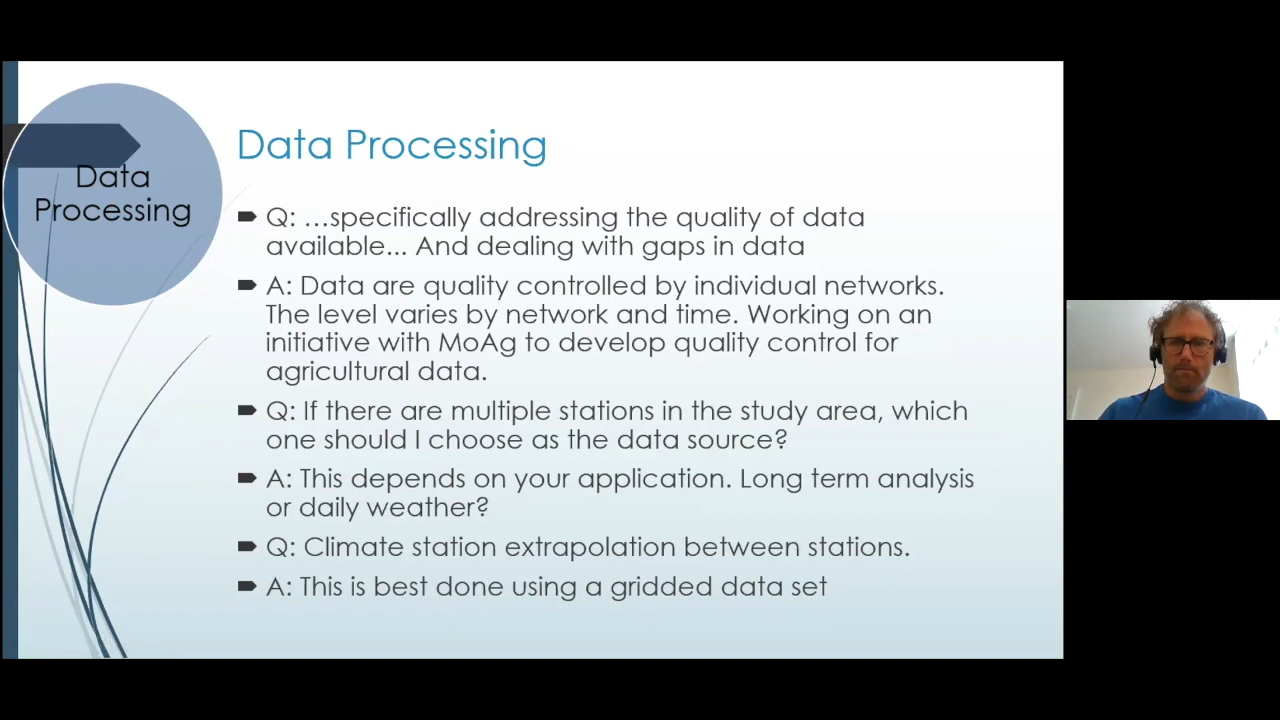 Data
Processing
Data Processing
Q: …specifically addressing the quality of data
available... And dealing with gaps in data
A: Data are quality controlled by individual networks.
The level varies by network and time. Working on an
initiative with MoAg to develop quality control for
agricultural data.
Q: If there are multiple stations in the study area, which
one should I choose as the data source?
A: This depends on your application. Long term analysis
or daily weather?
Q: Climate station extrapolation between stations.
A: This is best done using a gridded data set